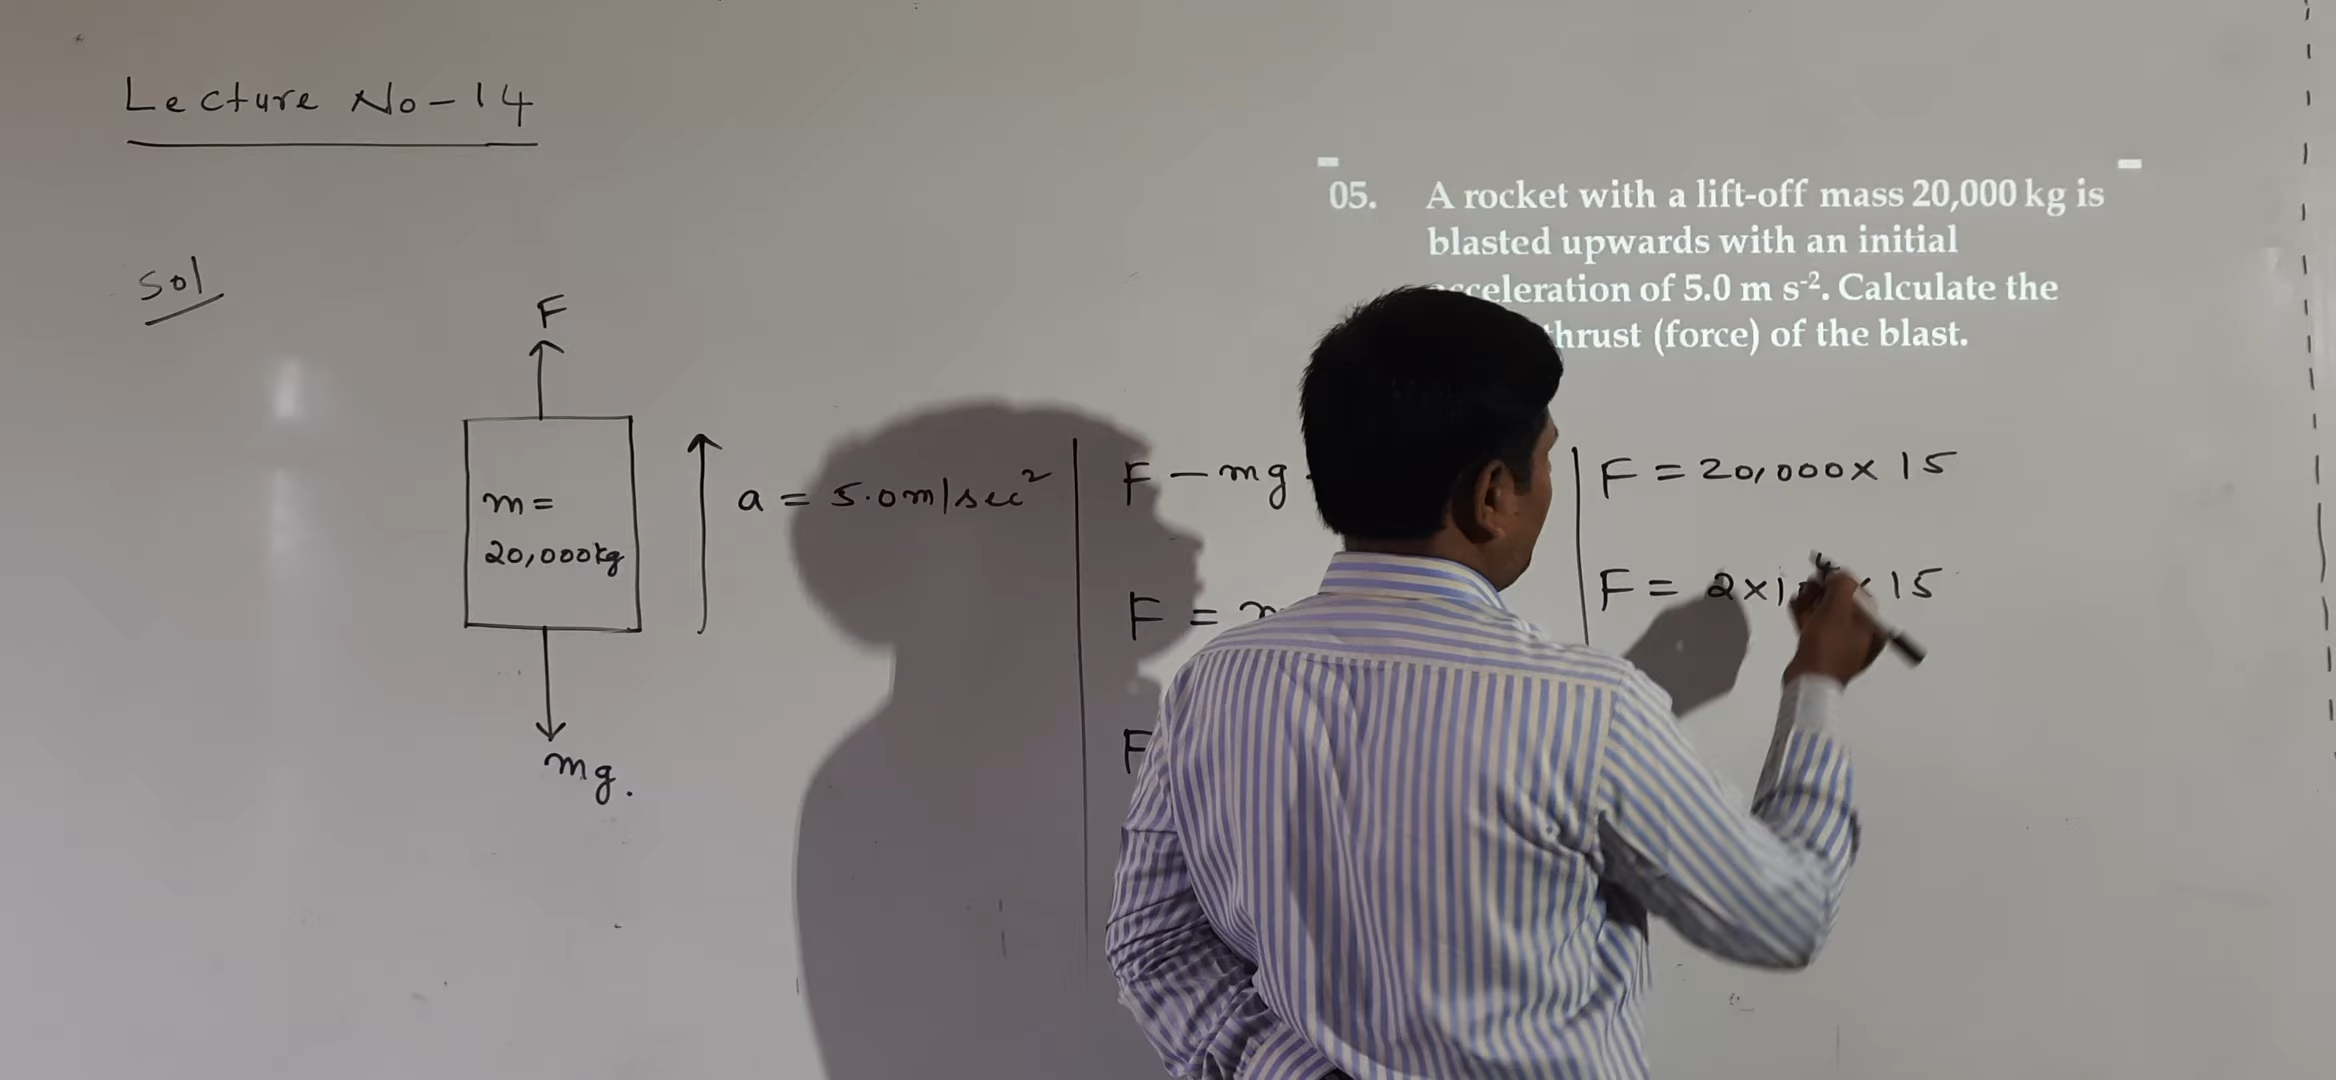 Lecture No-14
05. A rocket with a lift-off mass 20,000 kg is
blasted upwards with an initial
acceleration of 5.0 m s⁻². Calculate the
thrust (force) of the blast.
Sol
F
m=
20,000kg
mg.
a = 5.0m/sec²
F - mg
F =
F
F = 20,000 x 15
F = 2x10⁴ x 15